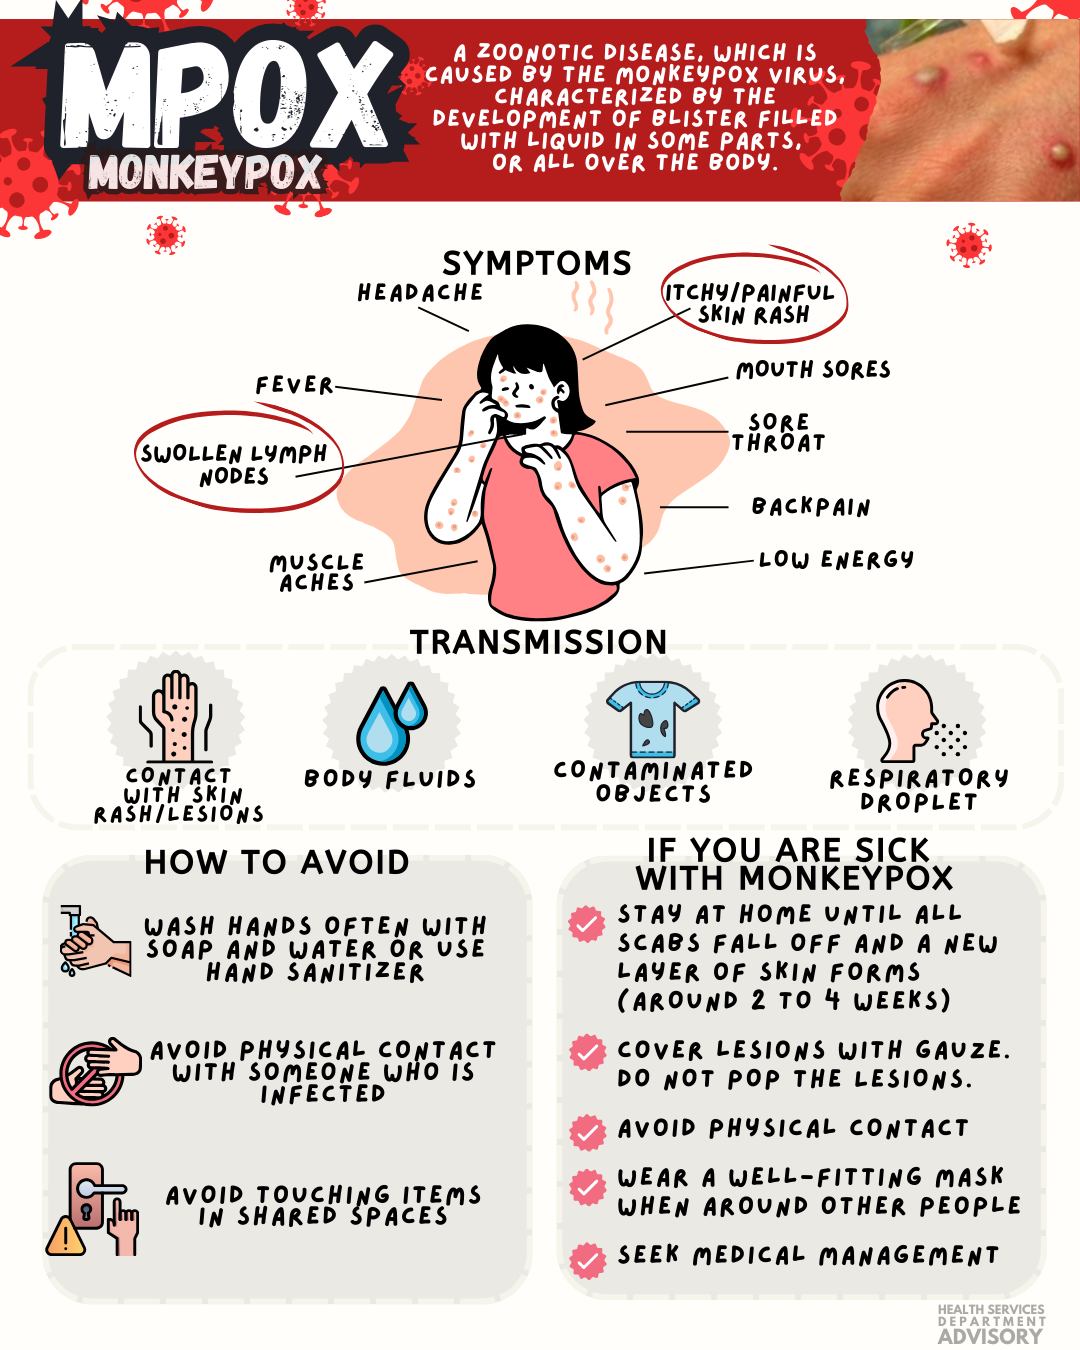 MPOX
MONKEYPOX
A ZOONOTIC DISEASE, WHICH IS
CAUSED BY THE MONKEYPOX VIRUS,
CHARACTERIZED BY THE
DEVELOPMENT OF BLISTER FILLED
WITH LIQUID IN SOME PARTS,
OR ALL OVER THE BODY.
SYMPTOMS
HEADACHE
ITCHY/PAINFUL
SKIN RASH
FEVER
MOUTH SORES
SWOLLEN LYMPH
NODES
SORE
THROAT
BACKPAIN
MUSCLE
ACHES
LOW ENERGY
TRANSMISSION
CONTACT
WITH SKIN
RASH/LESIONS
BODY FLUIDS
CONTAMINATED
OBJECTS
RESPIRATORY
DROPLET
HOW TO AVOID
WASH HANDS OFTEN WITH
SOAP AND WATER OR USE
HAND SANITIZER
AVOID PHYSICAL CONTACT
WITH SOMEONE WHO IS
INFECTED
AVOID TOUCHING ITEMS
IN SHARED SPACES
IF YOU ARE SICK
WITH MONKEYPOX
STAY AT HOME UNTIL ALL
SCABS FALL OFF AND A NEW
LAYER OF SKIN FORMS
(AROUND 2 TO 4 WEEKS)
COVER LESIONS WITH GAUZE.
DO NOT POP THE LESIONS.
AVOID PHYSICAL CONTACT
WEAR A WELL-FITTING MASK
WHEN AROUND OTHER PEOPLE
SEEK MEDICAL MANAGEMENT
HEALTH SERVICES
DEPARTMENT
ADVISORY